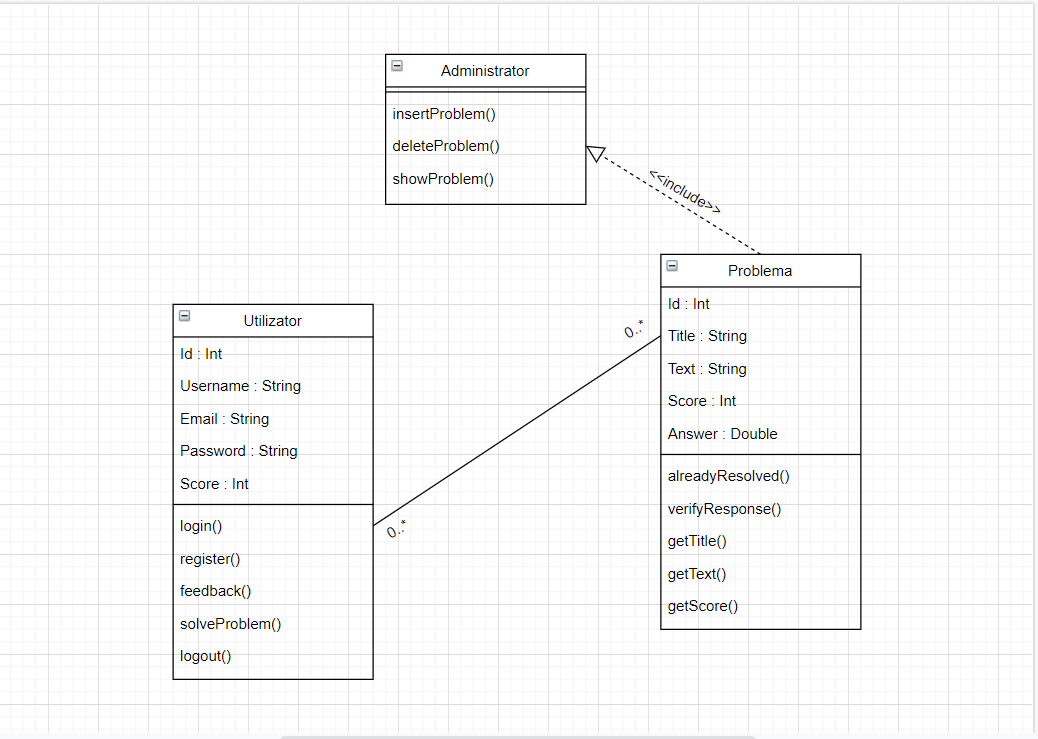 Administrator
insertProblem()
deleteProblem()
showProblem()
<<include>>
Problema
Id : Int
Title : String
Text : String
Score : Int
Answer : Double
alreadyResolved()
verifyResponse()
getTitle()
getText()
getScore()
0..*
Utilizator
Id : Int
Username : String
Email : String
Password : String
Score : Int
login()
register()
feedback()
solveProblem()
logout()
0..*